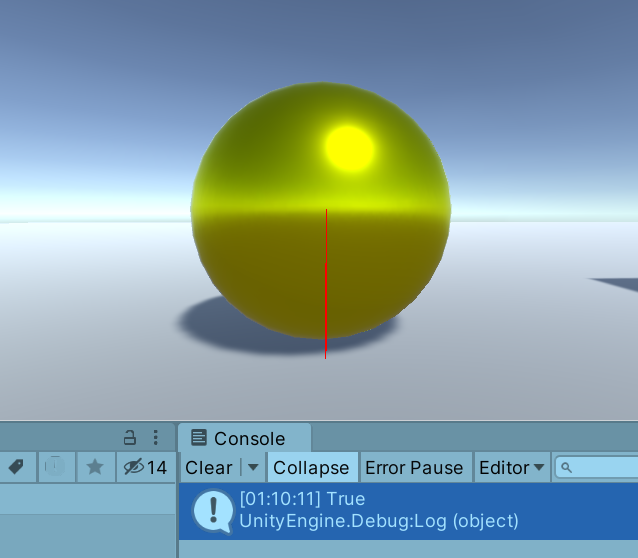 Console
14
Clear
Collapse
Error Pause
Editor
[01:10:11] True
UnityEngine.Debug:Log (object)